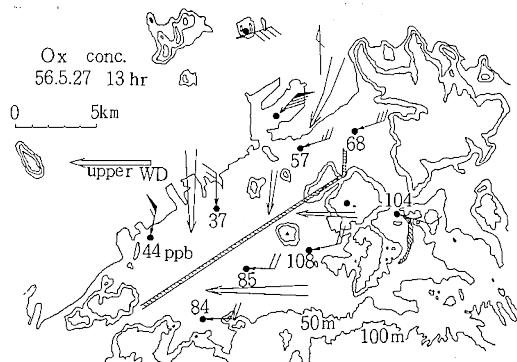 Ox conc.
56.5.27 13 hr
0 5km
upper WD
57
68
104
37
44 ppb
108
85
84
50m
100m